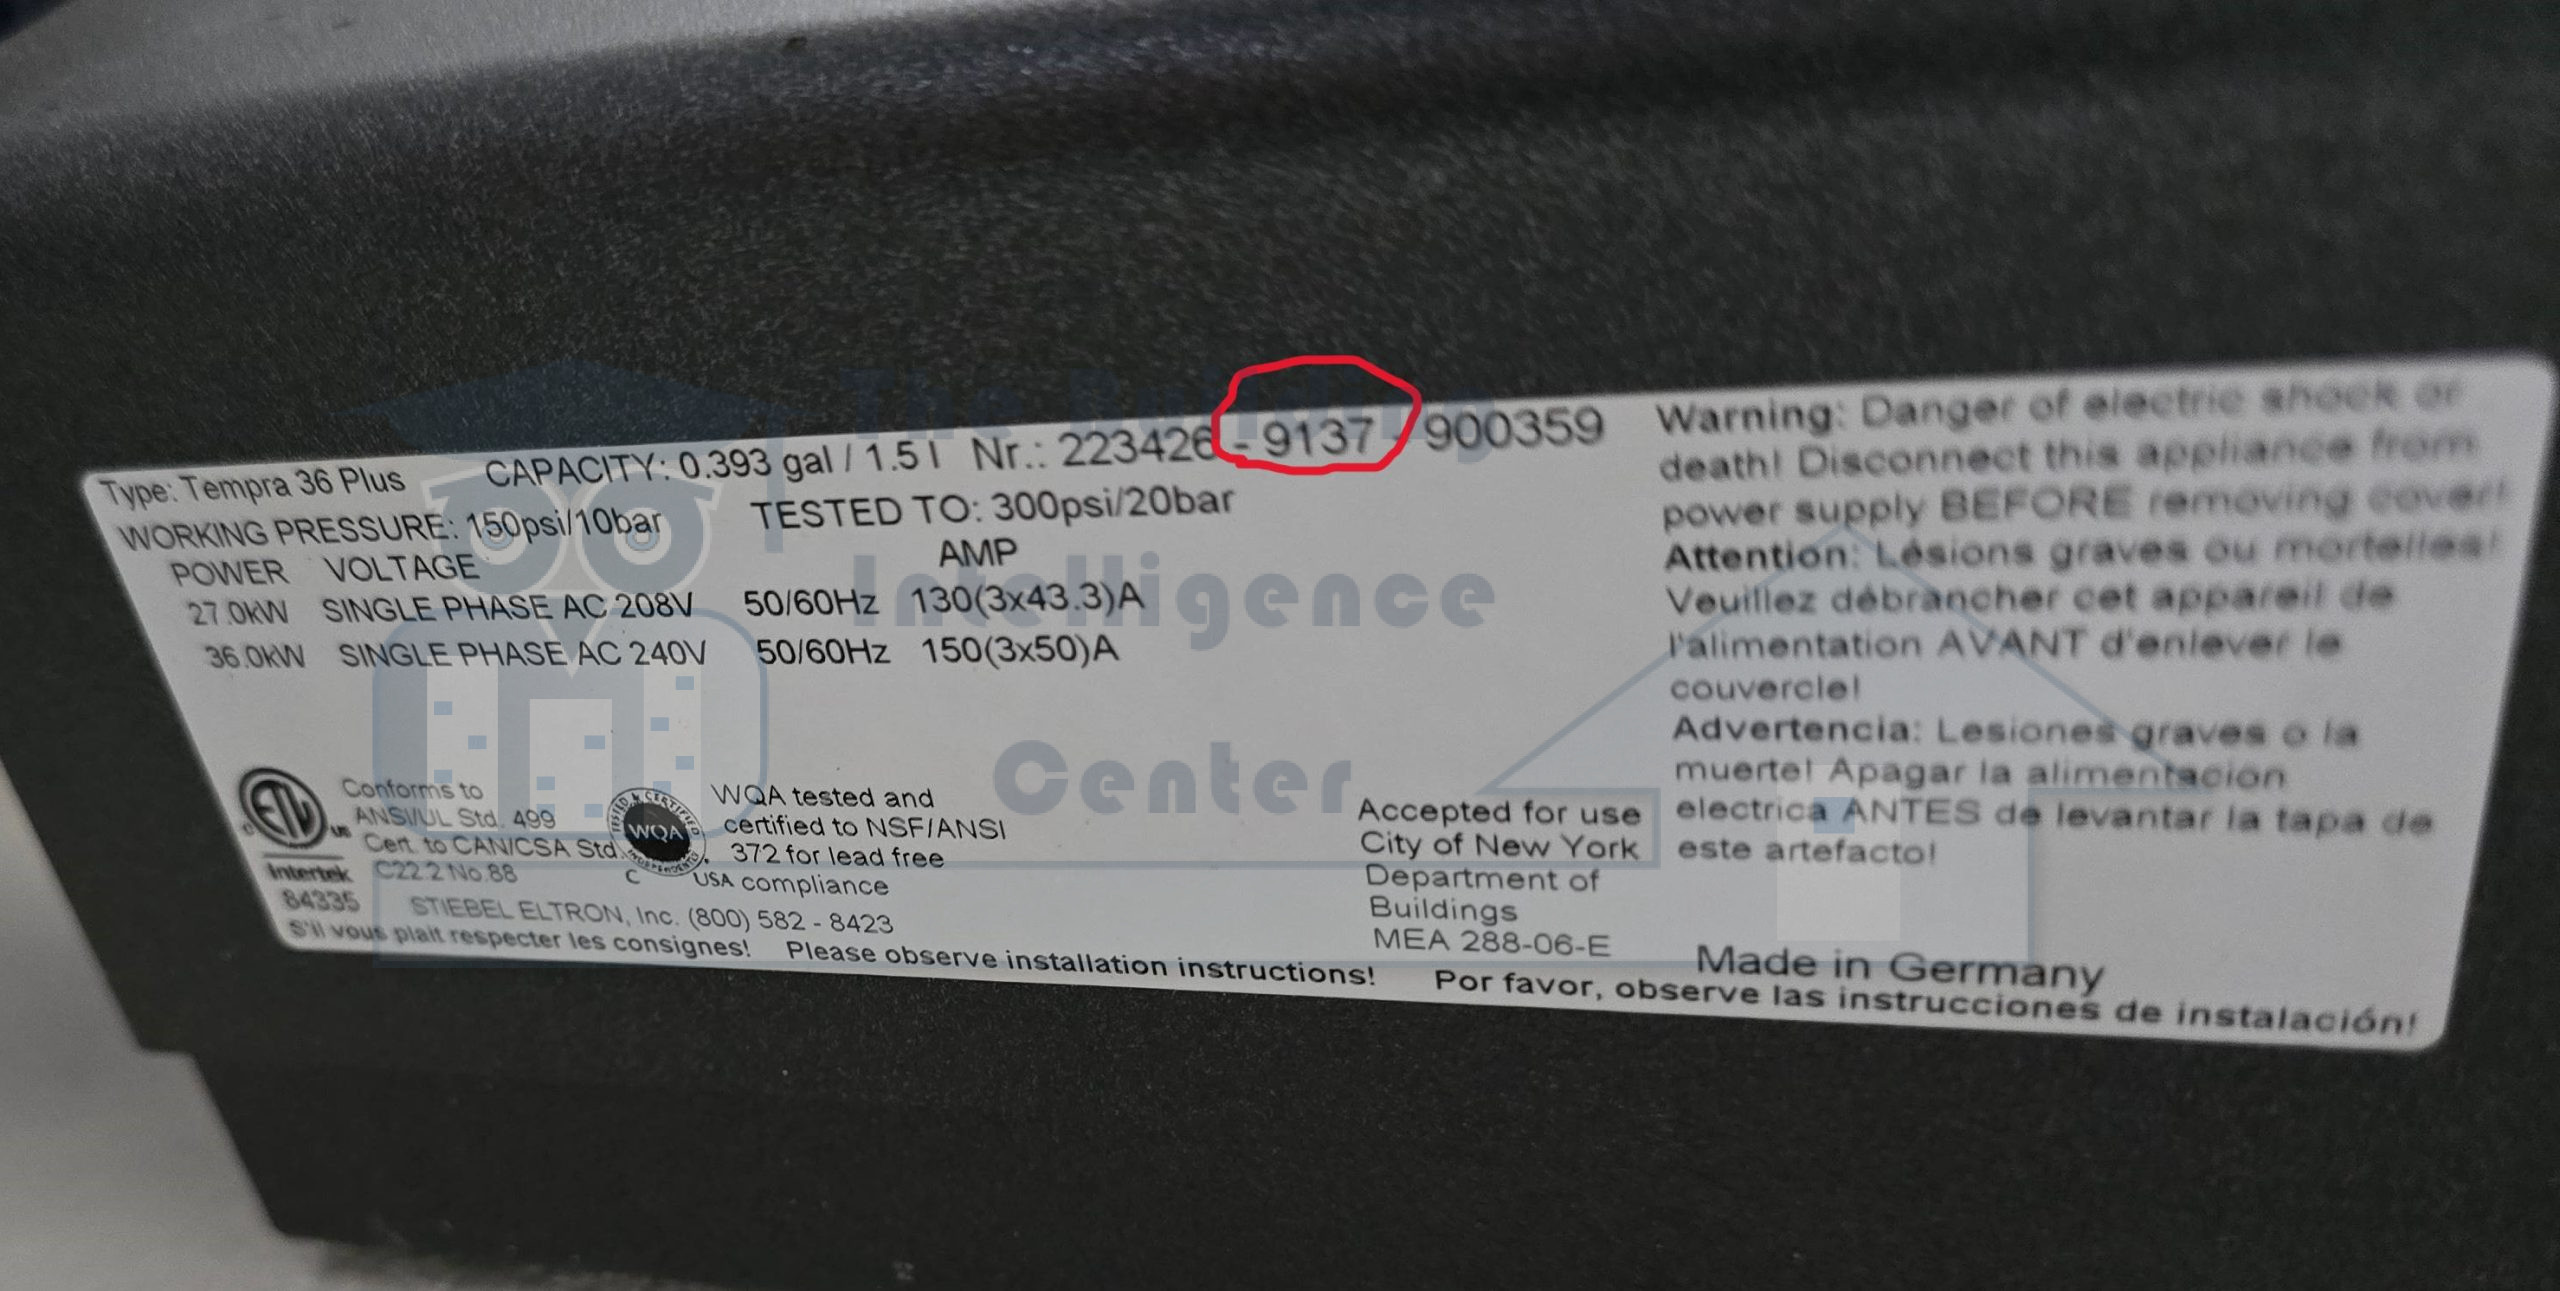 Type: Tempra 36 Plus CAPACITY: 0.393 gal / 1.5 l Nr.: 223426 - 9137 - 900359
WORKING PRESSURE: 150psi/10bar TESTED TO: 300psi/20bar
POWER VOLTAGE AMP
27.0kW SINGLE PHASE AC 208V 50/60Hz 130(3x43.3)A
36.0kW SINGLE PHASE AC 240V 50/60Hz 150(3x50)A
Warning: Danger of electric shock or
death! Disconnect this appliance from
power supply BEFORE removing cover!
Attention: Lésions graves ou mortelles!
Veuillez débrancher cet appareil de
l'alimentation AVANT d'enlever le
couvercle!
Advertencia: Lesiones graves o la
muerte! Apagar la alimentacion
electrica ANTES de levantar la tapa de
este artefacto!
ETL
c us
Intertek
84335
Conforms to
ANSI/UL Std. 499
Cert. to CAN/CSA Std.
C22.2 No.88
TESTED & CERTIFIED
WQA
C
WQA tested and
certified to NSF/ANSI
372 for lead free
USA compliance
STIEBEL ELTRON, Inc. (800) 582 - 8423
Accepted for use
City of New York
Department of
Buildings
MEA 288-06-E
Made in Germany
S'il vous plait respecter les consignes! Please observe installation instructions! Por favor, observe las instrucciones de instalación!
The Building
Intelligence
Center